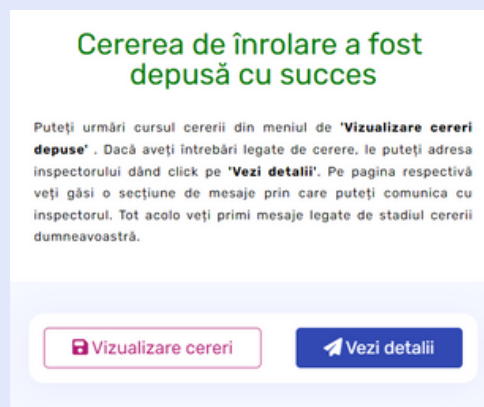 Cererea de înrolare a fost
depusă cu succes
Puteți urmări cursul cererii din meniul de 'Vizualizare cereri
depuse' . Dacă aveți întrebări legate de cerere, le puteți adresa
inspectorului dând click pe 'Vezi detalii'. Pe pagina respectivă
veți găsi o secțiune de mesaje prin care puteți comunica cu
inspectorul. Tot acolo veți primi mesaje legate de stadiul cererii
dumneavoastră.
Vizualizare cereri
Vezi detalii